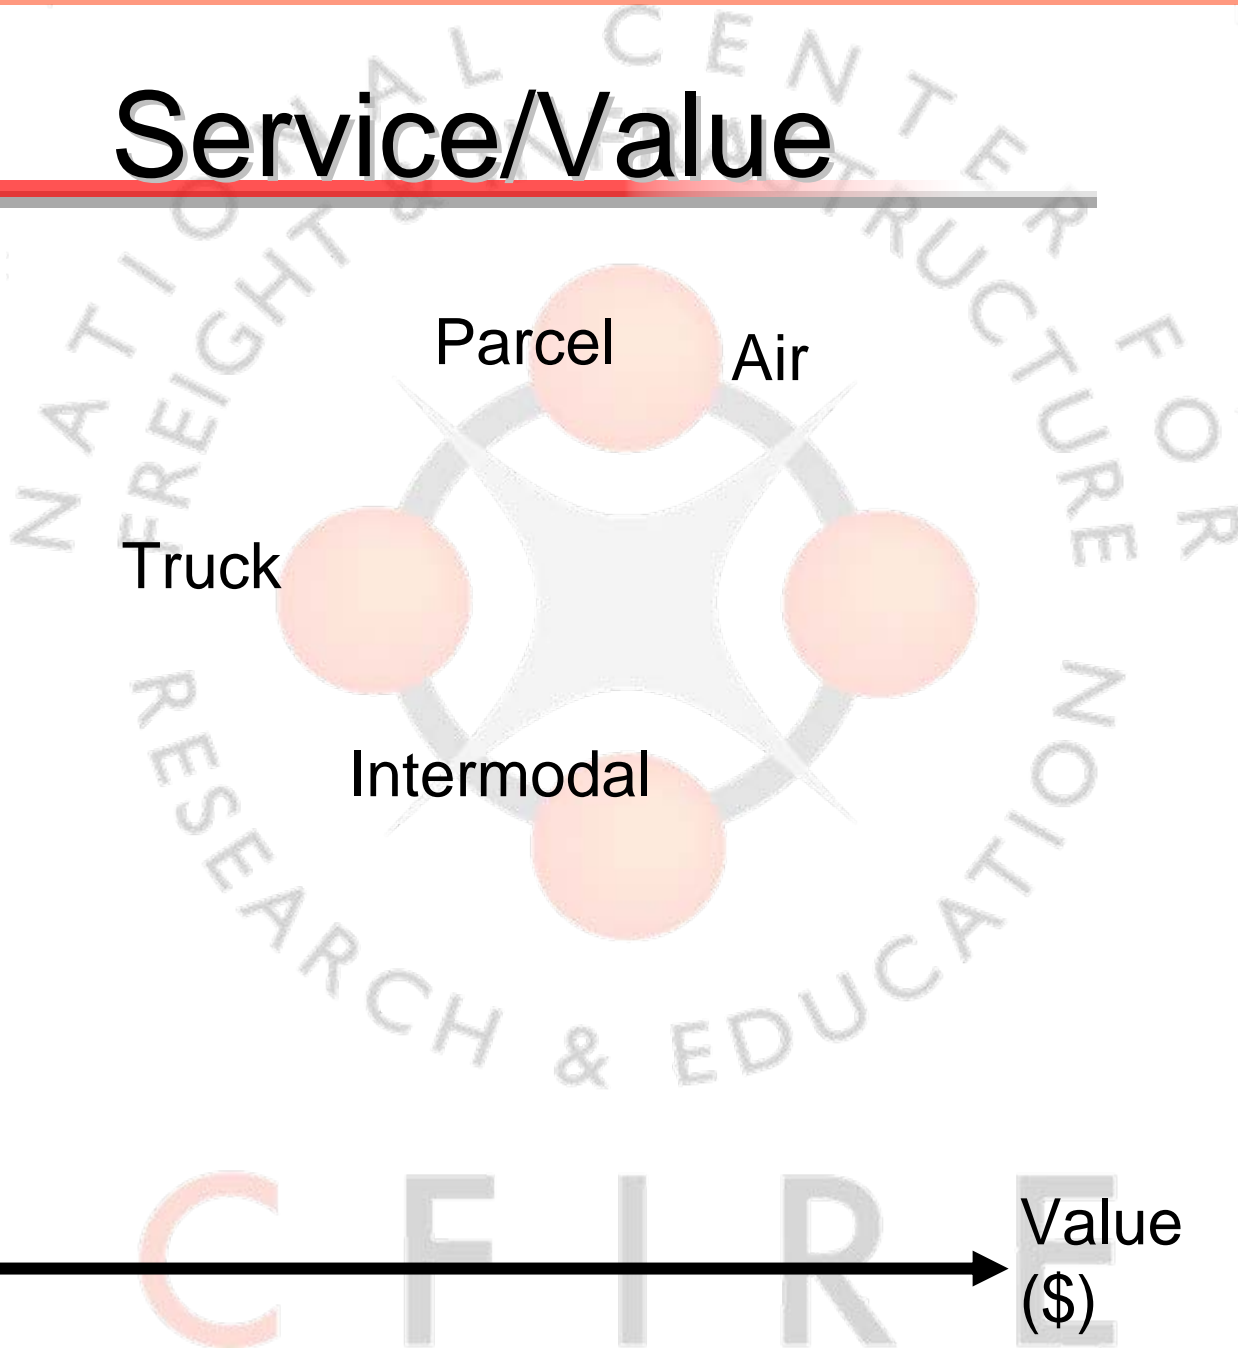 Service/Value
NATIONAL CENTER FOR
FREIGHT & INFRASTRUCTURE
Parcel
Air
Truck
Intermodal
RESEARCH & EDUCATION
CFIRE
Value
($)